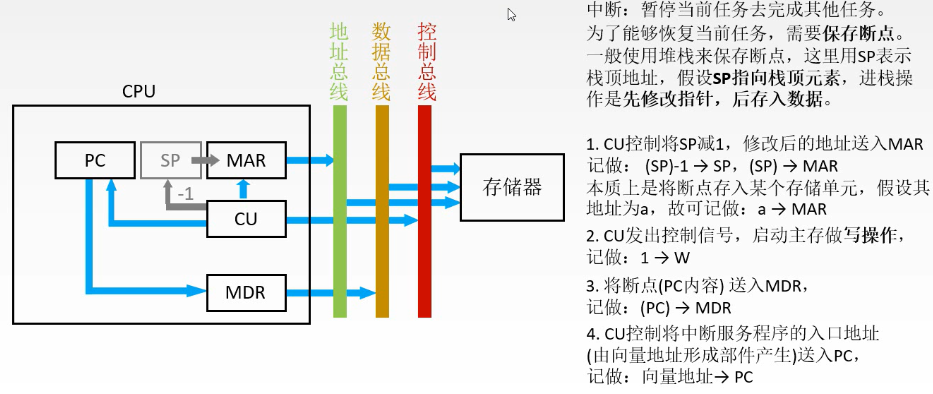 地址总线
数据总线
控制总线
CPU
PC
SP
MAR
-1
CU
MDR
存储器
中断：暂停当前任务去完成其他任务。
为了能够恢复当前任务，需要保存断点。
一般使用堆栈来保存断点，这里用SP表示
栈顶地址，假设SP指向栈顶元素，进栈操
作是先修改指针，后存入数据。
1. CU控制将SP减1，修改后的地址送入MAR
记做： (SP)-1 → SP，(SP) → MAR
本质上是将断点存入某个存储单元，假设其
地址为a，故可记做：a → MAR
2. CU发出控制信号，启动主存做写操作，
记做：1 → W
3. 将断点(PC内容) 送入MDR，
记做：(PC) → MDR
4. CU控制将中断服务程序的入口地址
(由向量地址形成部件产生)送入PC，
记做：向量地址→ PC